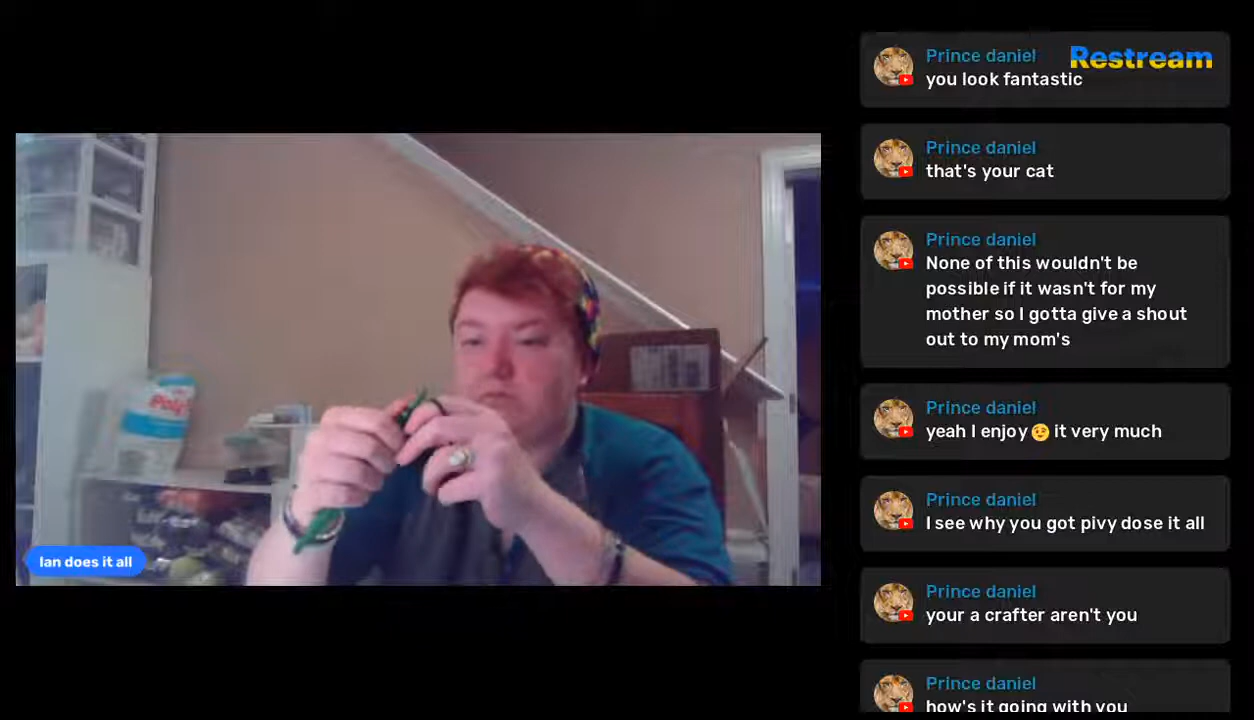 Restream
Prince daniel
you look fantastic
Prince daniel
that's your cat
Prince daniel
None of this wouldn't be
possible if it wasn't for my
mother so I gotta give a shout
out to my mom's
Prince daniel
yeah I enjoy😉 it very much
Prince daniel
I see why you got pivy dose it all
Prince daniel
your a crafter aren't you
Prince daniel
how's it going with you
Ian does it all